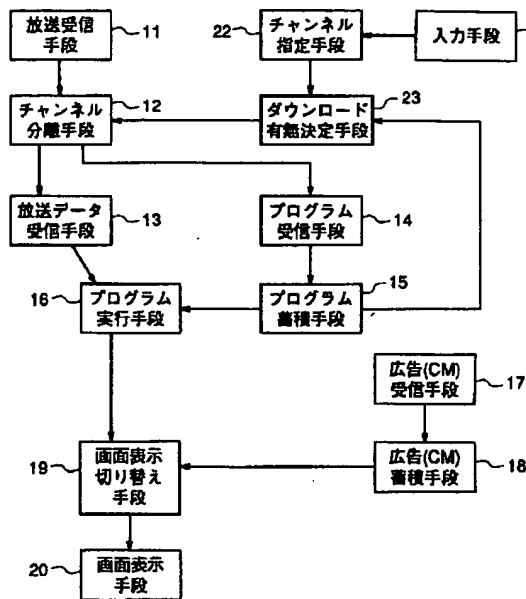 放送受信
手段
11
22
チャンネル
指定手段
入力手段
チャンネル
分離手段
12
ダウンロード
有無決定手段
23
放送データ
受信手段
13
プログラム
受信手段
14
16
プログラム
実行手段
プログラム
蓄積手段
15
広告(CM)
受信手段
17
19
画面表示
切り替え
手段
広告(CM)
蓄積手段
18
20
画面表示
手段